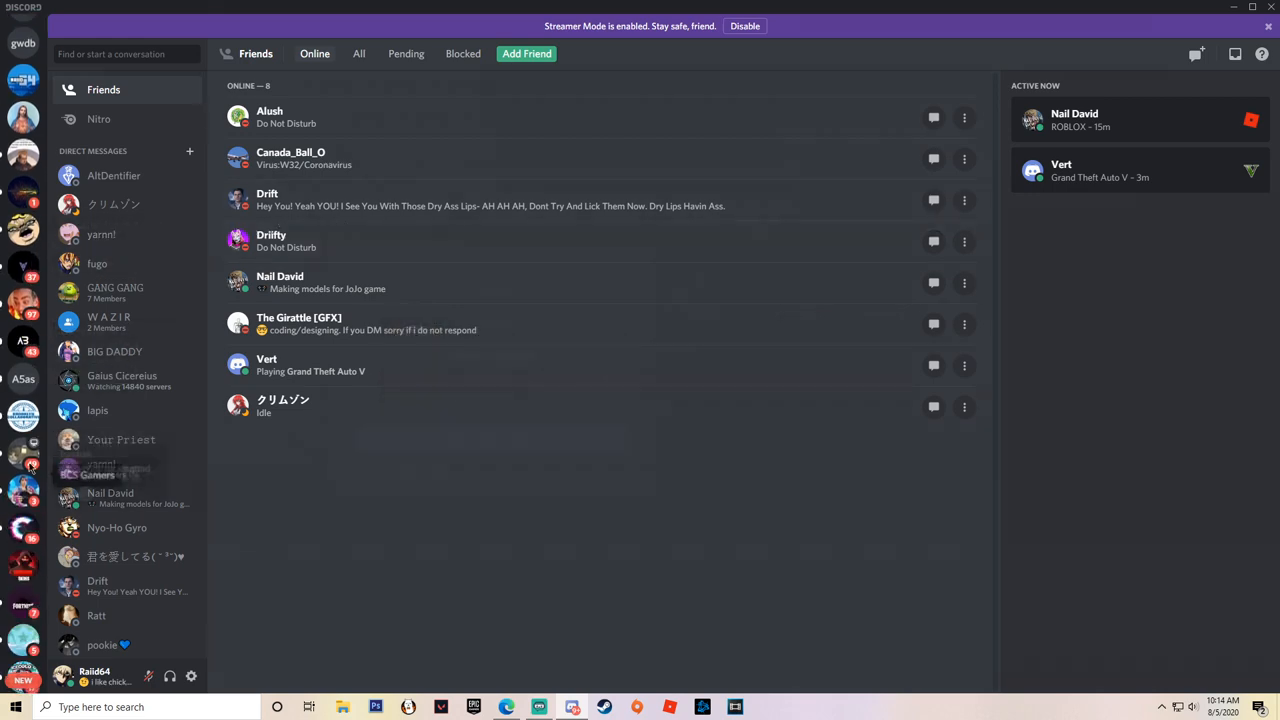 DISCORD
Streamer Mode is enabled. Stay safe, friend. Disable
gwdb
Find or start a conversation
Friends
Nitro
DIRECT MESSAGES
AltDentifier
クリムゾン
yarnn!
fugo
GANG GANG
7 Members
W A Z I R
2 Members
BIG DADDY
Gaius Cicereius
Watching 14840 servers
lapis
Your Priest
yarnn!
BCS Gamers
Nail David
Making models for JoJo g...
Nyo-Ho Gyro
君を愛してる( ˘ ³˘)♥
Drift
Hey You! Yeah YOU! I See Y...
Ratt
pookie 💙
Raiid64
🤔 i like chick...
1
37
97
43
A5as
3
16
7
5
NEW
Friends
Online
All
Pending
Blocked
Add Friend
ONLINE — 8
Alush
Do Not Disturb
Canada_Ball_O
Virus:W32/Coronavirus
Drift
Hey You! Yeah YOU! I See You With Those Dry Ass Lips- AH AH AH, Dont Try And Lick Them Now. Dry Lips Havin Ass.
Driifty
Do Not Disturb
Nail David
Making models for JoJo game
The Girattle [GFX]
🤓 coding/designing. If you DM sorry if i do not respond
Vert
Playing Grand Theft Auto V
クリムゾン
Idle
ACTIVE NOW
Nail David
ROBLOX – 15m
Vert
Grand Theft Auto V – 3m
Type here to search
10:14 AM
8/5/2020
2